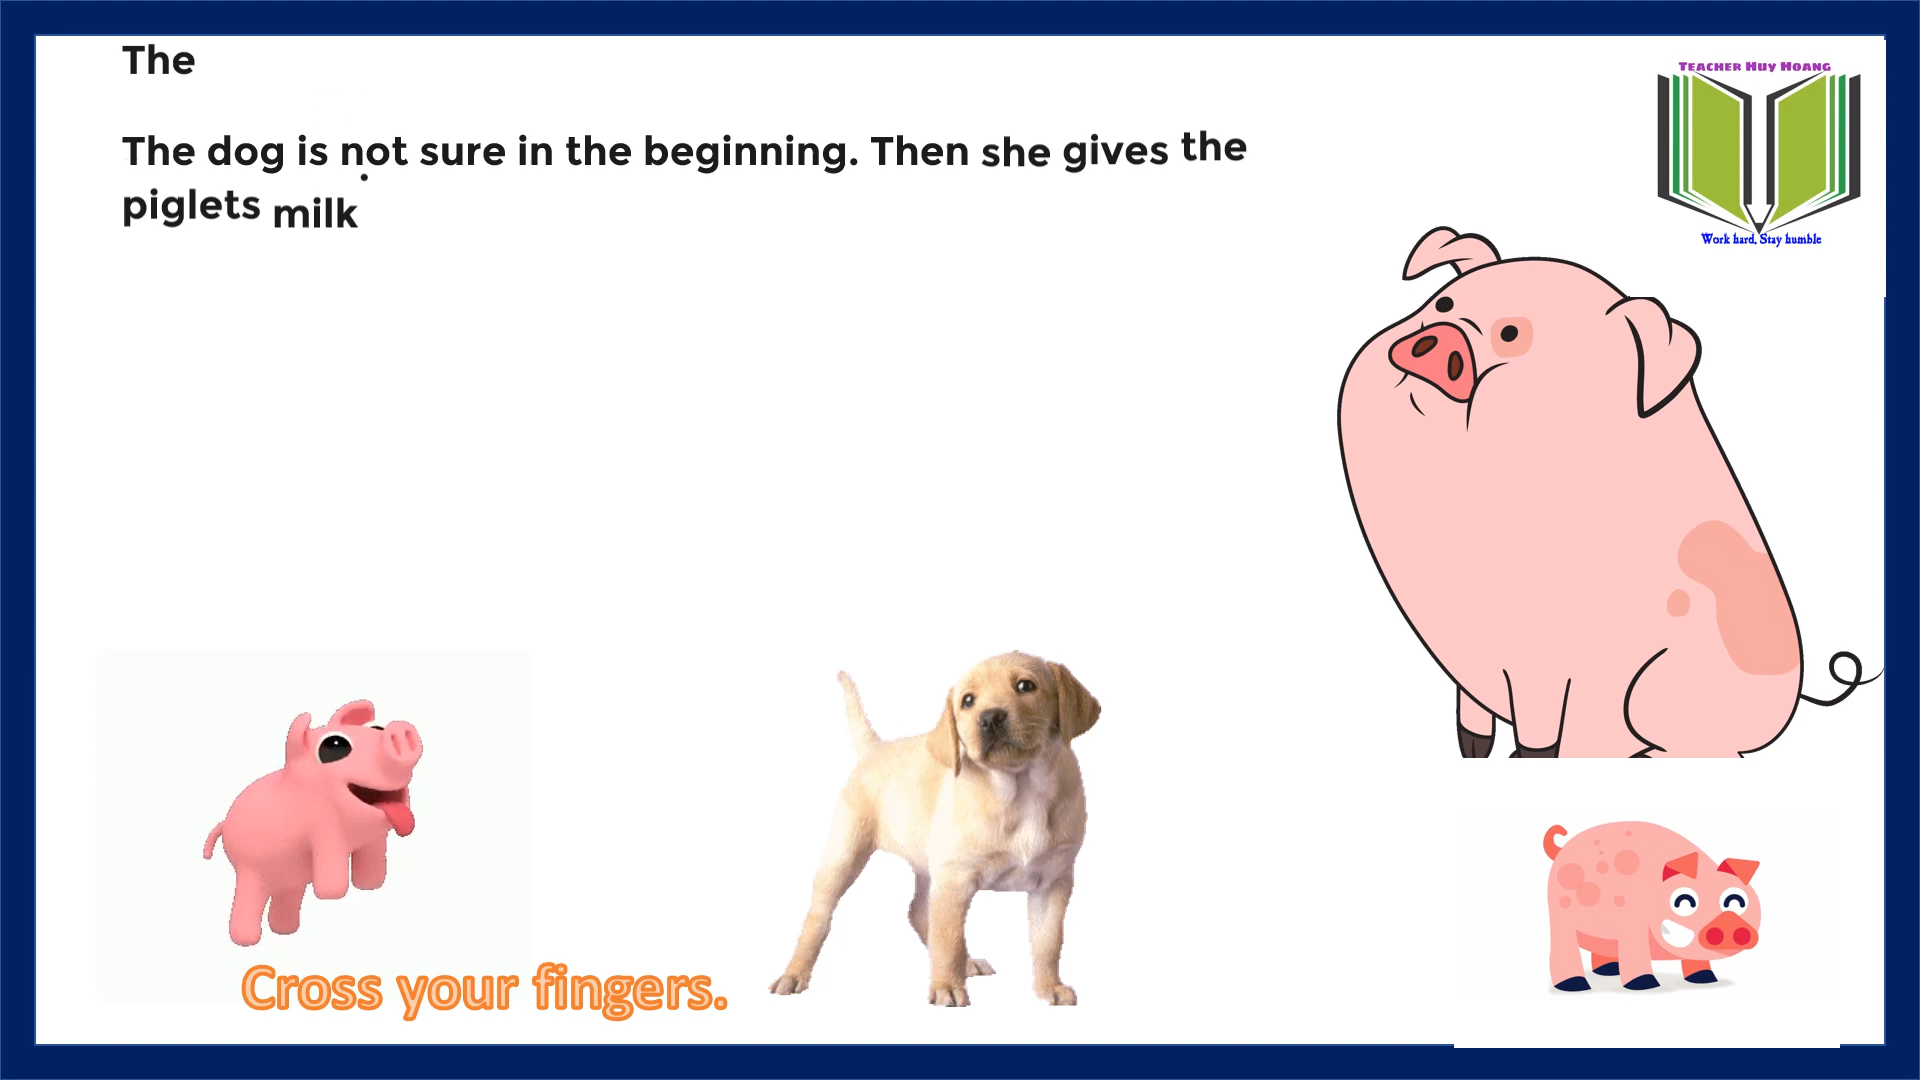 The
The dog is not sure in the beginning. Then she gives the
piglets milk.
TEACHER HUY HOANG
Work hard, Stay humble
Cross your fingers.